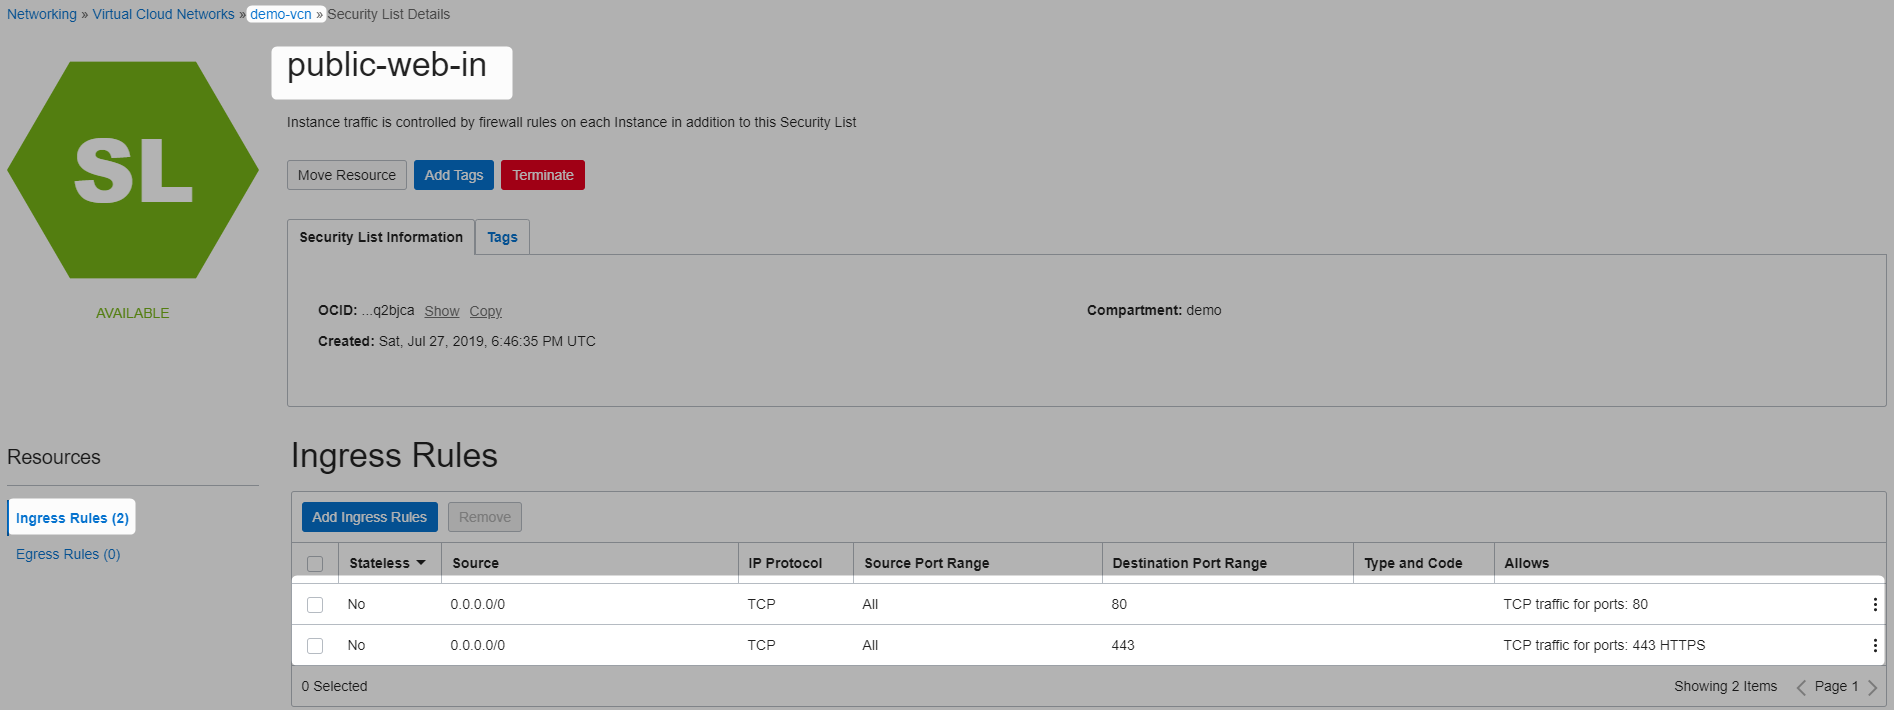 Networking » Virtual Cloud Networks » demo-vcn » Security List Details
SL
AVAILABLE
public-web-in
Instance traffic is controlled by firewall rules on each Instance in addition to this Security List
Move Resource Add Tags Terminate
Security List Information Tags
OCID: ...q2bjca Show Copy
Compartment: demo
Created: Sat, Jul 27, 2019, 6:46:35 PM UTC
Resources
Ingress Rules (2)
Egress Rules (0)
Ingress Rules
Add Ingress Rules Remove
Stateless Source IP Protocol Source Port Range Destination Port Range Type and Code Allows
No 0.0.0.0/0 TCP All 80 TCP traffic for ports: 80
No 0.0.0.0/0 TCP All 443 TCP traffic for ports: 443 HTTPS
0 Selected Showing 2 Items Page 1